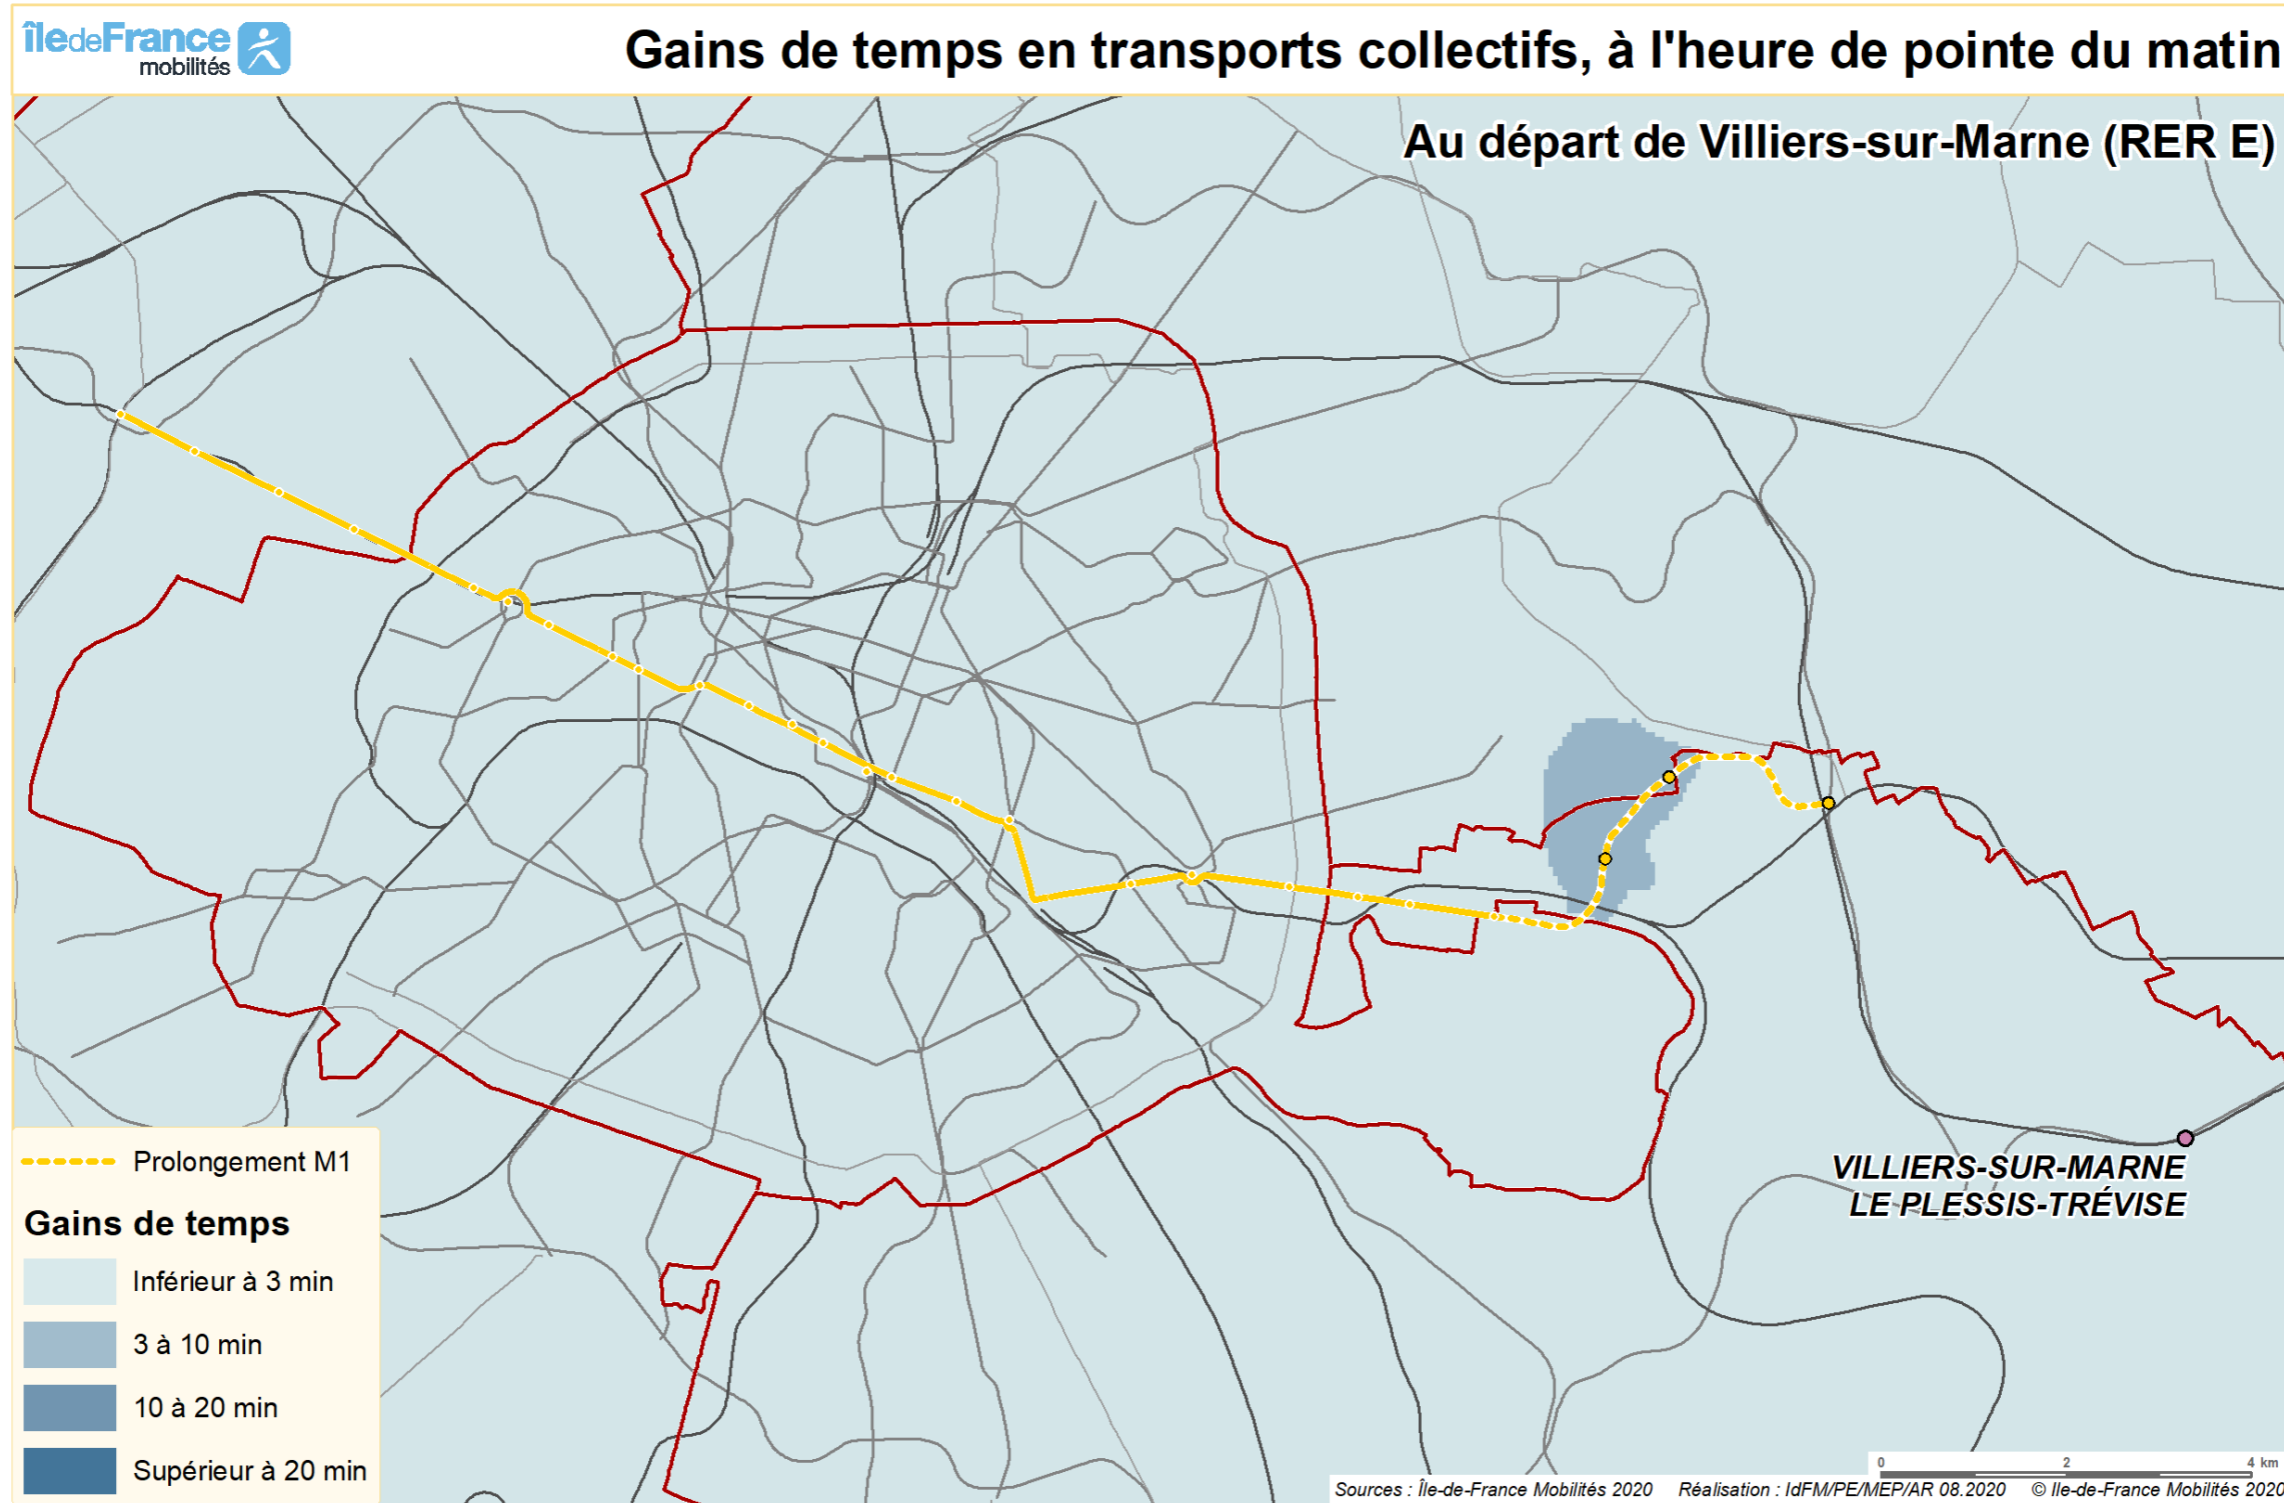 îledeFrance
mobilités
Gains de temps en transports collectifs, à l'heure de pointe du matin
Au départ de Villiers-sur-Marne (RER E)
VILLIERS-SUR-MARNE
LE PLESSIS-TRÉVISE
Prolongement M1
Gains de temps
Inférieur à 3 min
3 à 10 min
10 à 20 min
Supérieur à 20 min
0 2 4 km
Sources : Île-de-France Mobilités 2020 Réalisation : IdFM/PE/MEP/AR 08.2020 © Ile-de-France Mobilités 2020